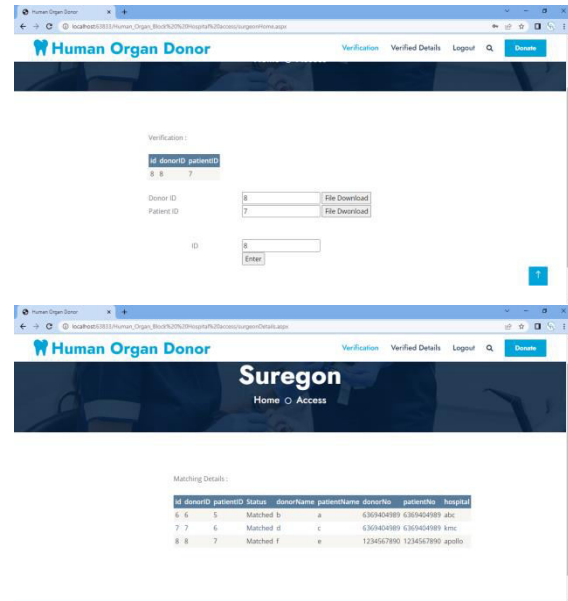 Human Organ Donor
localhost:63833/Human_Organ_Block%20%20Hospital%20access/surgeonHome.aspx
Human Organ Donor Verification Verified Details Logout Donate
Verification :
id donorID patientID
8 8 7
Donor ID 8 File Download
Patient ID 7 File Dworload
ID 8
Enter
Human Organ Donor
localhost:63833/Human_Organ_Block%20%20Hospital%20access/surgeonDetails.aspx
Human Organ Donor Verification Verified Details Logout Donate
Suregon
Home Access
Matching Details :
id donorID patientID Status donorName patientName donorNo patientNo hospital
6 6 5 Matched b a 6369404989 6369404989 abc
7 7 6 Matched d c 6369404989 6369404989 kmc
8 8 7 Matched f e 1234567890 1234567890 apollo